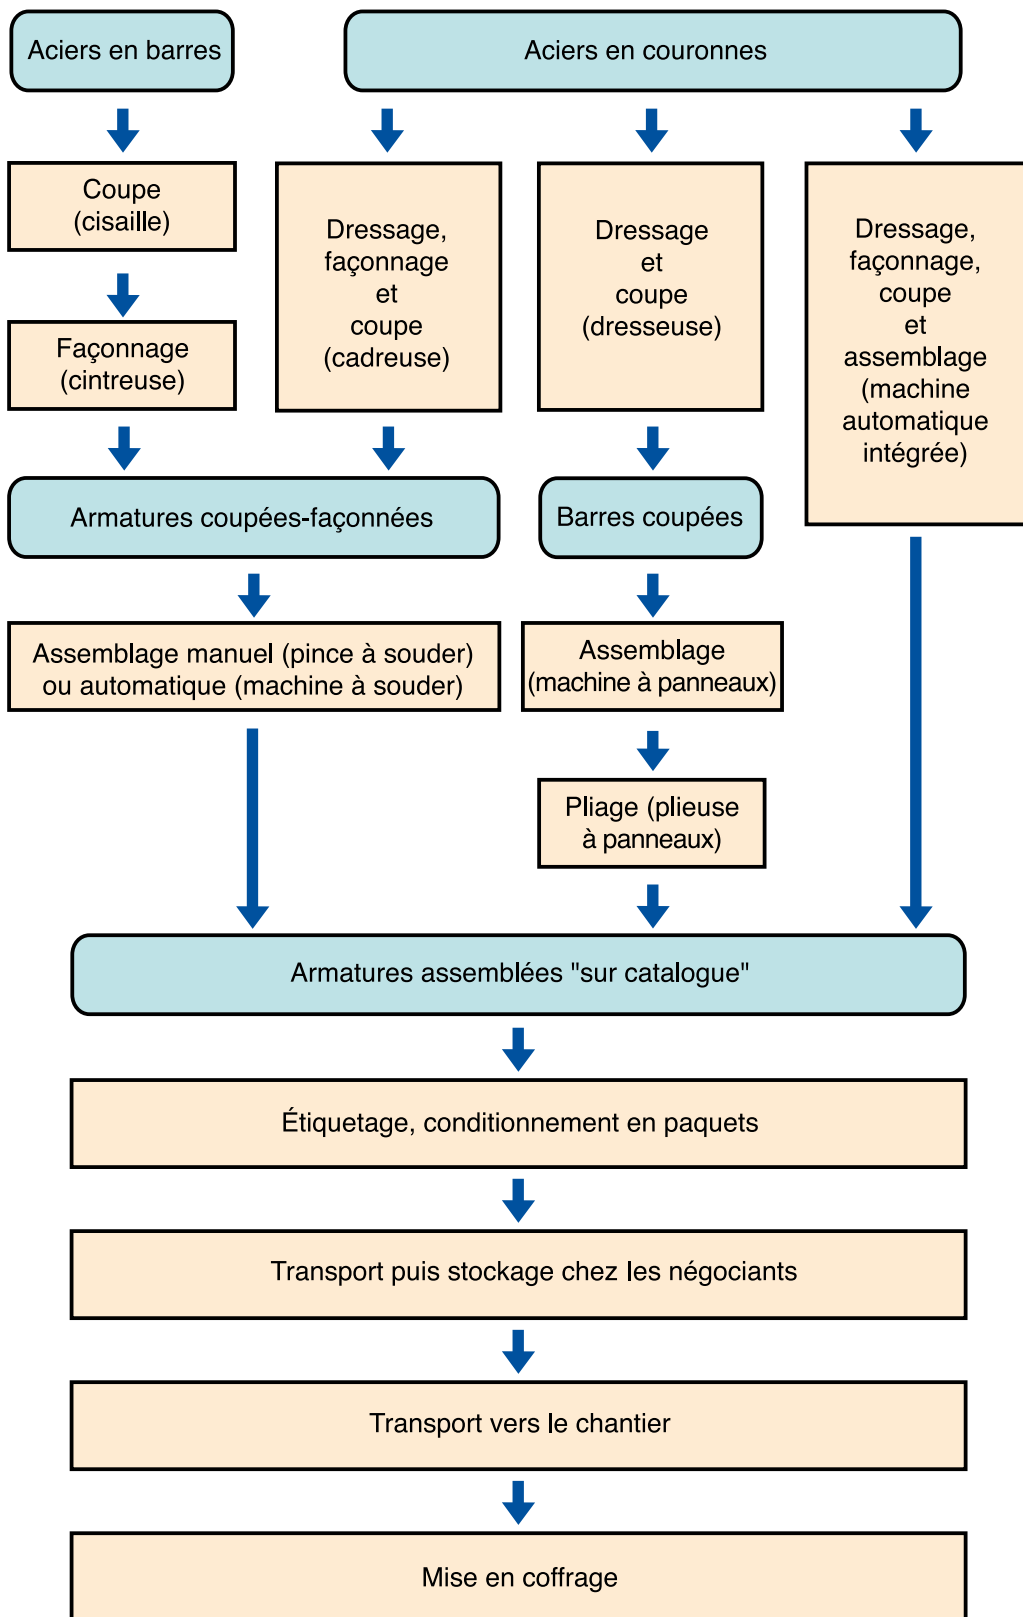 Aciers en barres
Aciers en couronnes
Coupe
(cisaille)
Façonnage
(cintreuse)
Dressage,
façonnage
et
coupe
(cadreuse)
Dressage
et
coupe
(dresseuse)
Dressage,
façonnage,
coupe
et
assemblage
(machine
automatique
intégrée)
Armatures coupées-façonnées
Barres coupées
Assemblage manuel (pince à souder)
ou automatique (machine à souder)
Assemblage
(machine à panneaux)
Pliage (plieuse
à panneaux)
Armatures assemblées "sur catalogue"
Étiquetage, conditionnement en paquets
Transport puis stockage chez les négociants
Transport vers le chantier
Mise en coffrage